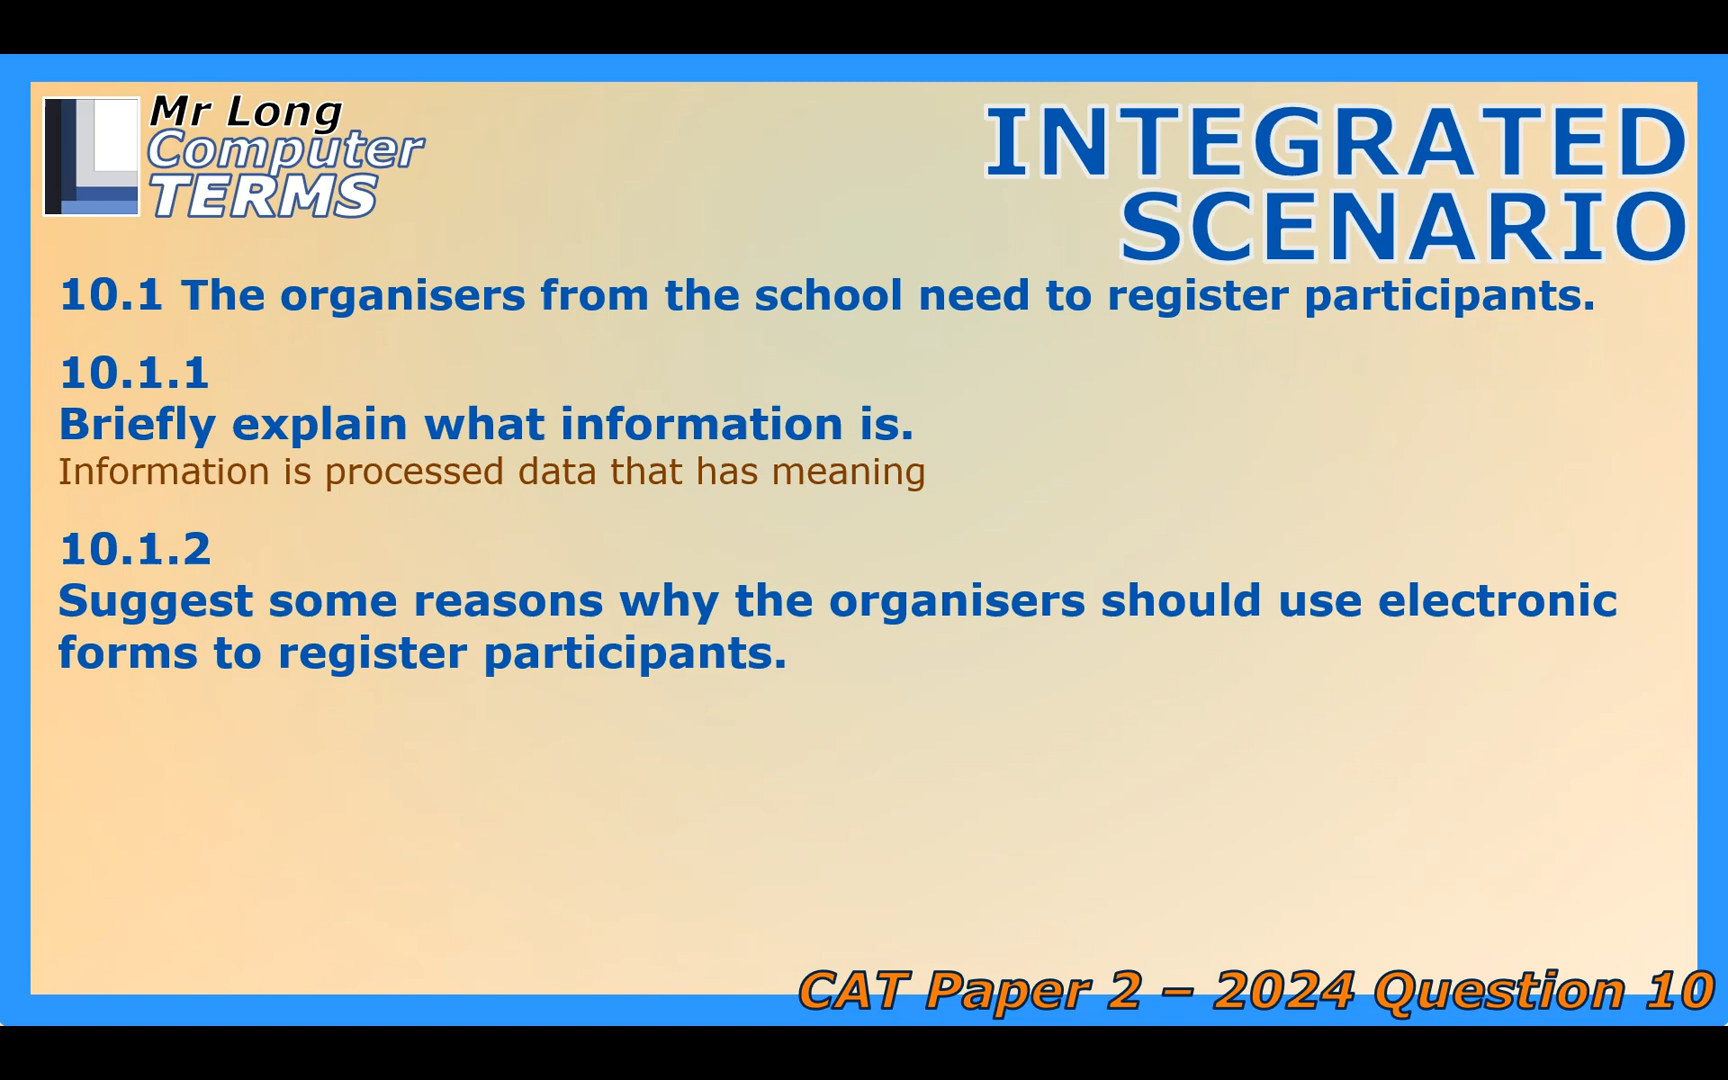 Mr Long
Computer
TERMS
INTEGRATED
SCENARIO
10.1 The organisers from the school need to register participants.
10.1.1
Briefly explain what information is.
Information is processed data that has meaning
10.1.2
Suggest some reasons why the organisers should use electronic
forms to register participants.
CAT Paper 2 – 2024 Question 10